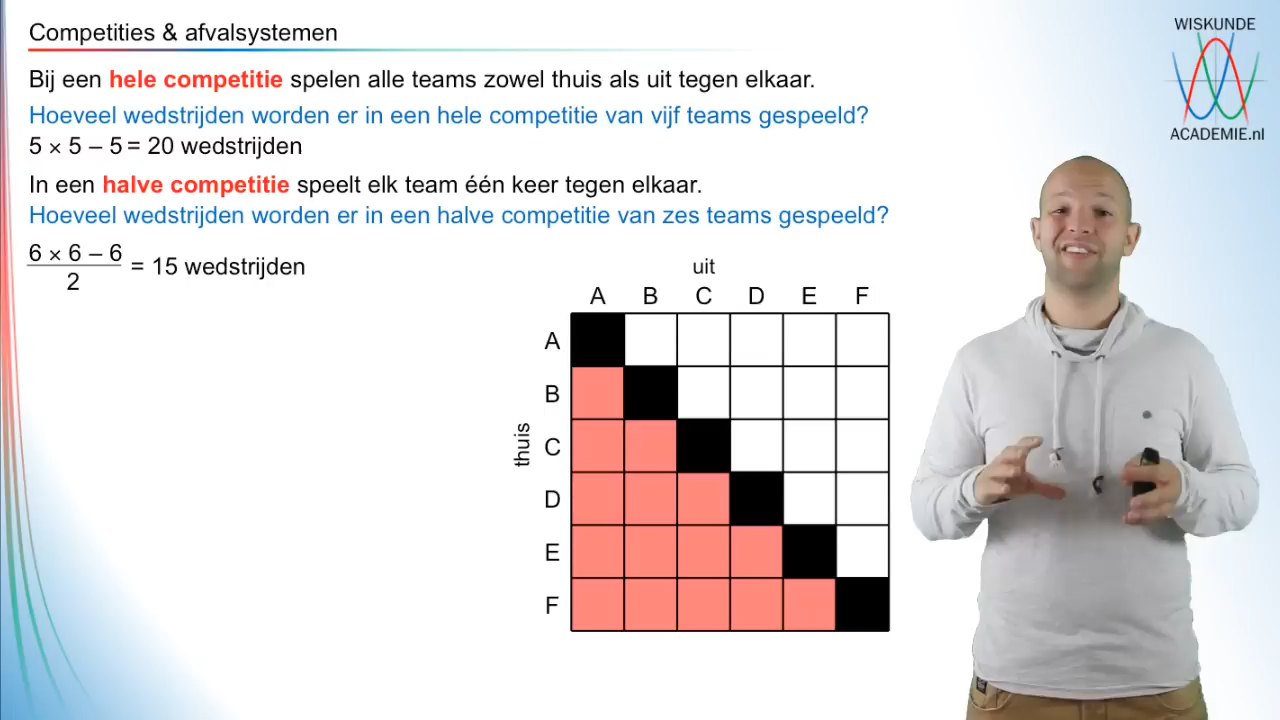 Competities & afvalsystemen
WISKUNDE
ACADEMIE.nl
Bij een hele competitie spelen alle teams zowel thuis als uit tegen elkaar.
Hoeveel wedstrijden worden er in een hele competitie van vijf teams gespeeld?
5 × 5 – 5 = 20 wedstrijden
In een halve competitie speelt elk team één keer tegen elkaar.
Hoeveel wedstrijden worden er in een halve competitie van zes teams gespeeld?
6 × 6 – 6
2
= 15 wedstrijden
uit
A B C D E F
thuis
A
B
C
D
E
F